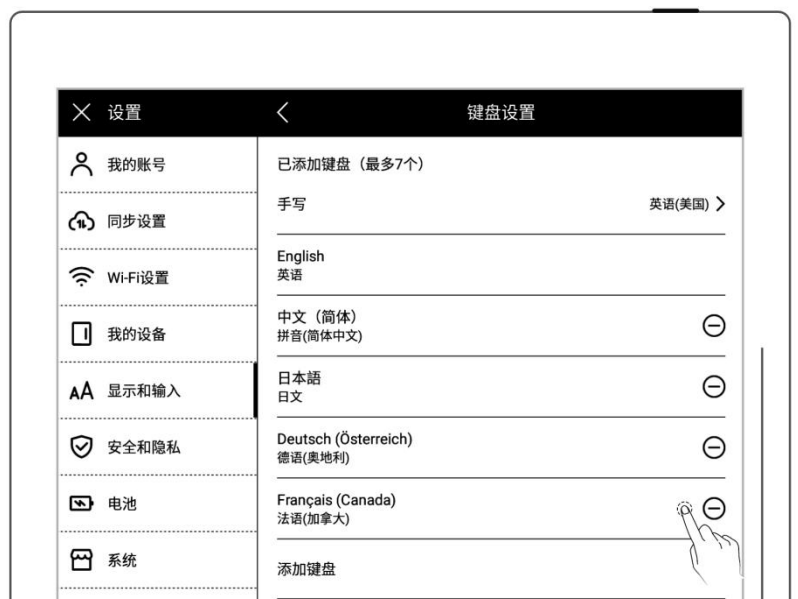 设置
键盘设置
我的账号
同步设置
Wi-Fi设置
我的设备
显示和输入
安全和隐私
电池
系统
已添加键盘（最多7个）
手写 英语(美国)
English
英语
中文（简体）
拼音(简体中文)
日本語
日文
Deutsch (Österreich)
德语(奥地利)
Français (Canada)
法语(加拿大)
添加键盘